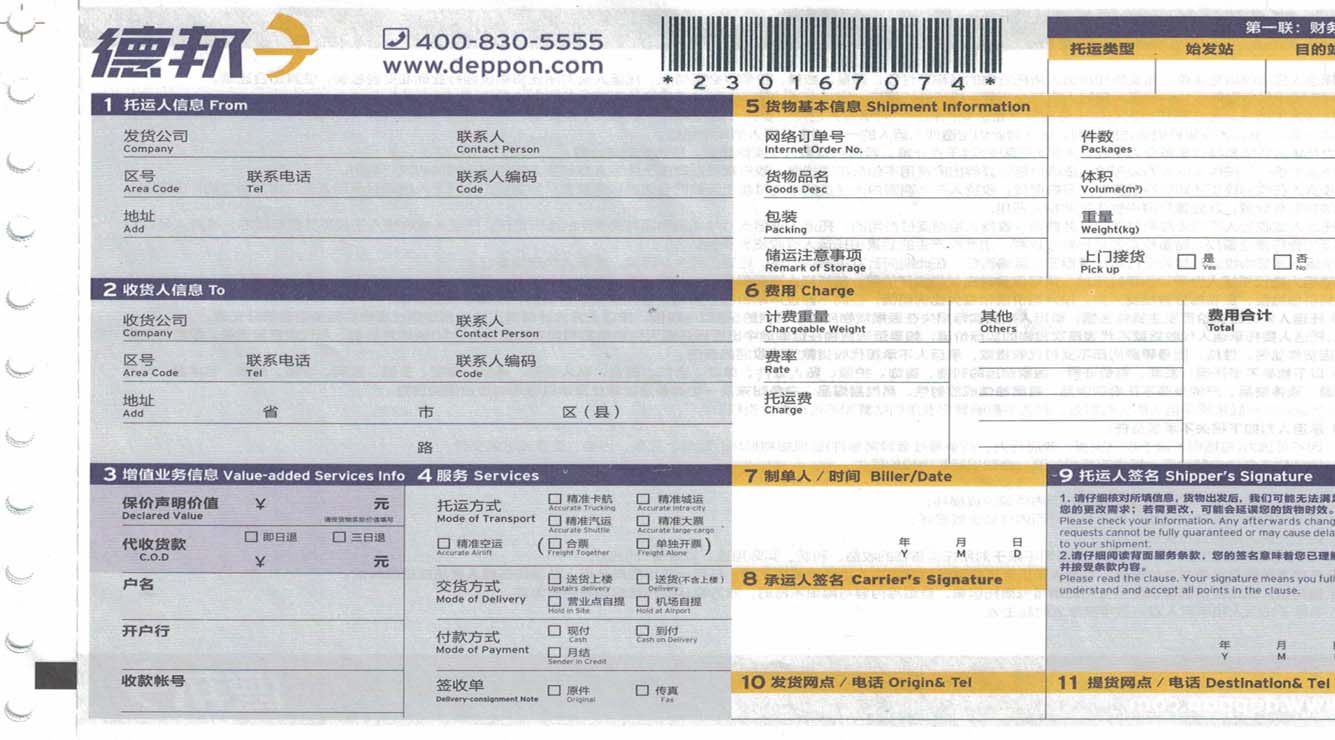 德邦
400-830-5555
www.deppon.com
*2301677074*
第一联：财务
托运类型 始发站 目的站
1 托运人信息 From
发货公司 联系人
Company Contact Person
区号 联系电话 联系人编码
Area Code Tel Code
地址
Add
2 收货人信息 To
收货公司 联系人
Company Contact Person
区号 联系电话 联系人编码
Area Code Tel Code
地址
Add
省 市 区(县)
路
3 增值业务信息 Value-added Services Info
保价声明价值 ¥ 元
Declared Value 请按货物实际价值填写
代收货款 即日退 三日退
C.O.D ¥ 元
户名
开户行
收款帐号
4 服务 Services
托运方式
Mode of Transport
精准卡航 精准城运
Accurate Trucking Accurate Intra-city
精准汽运 精准大票
Accurate Shuttle Accurate large-cargo
精准空运 (合票 单独开票)
Accurate Airlift Freight Together Freight Alone
交货方式
Mode of Delivery
送货上楼 送货(不含上楼)
Upstairs delivery Delivery
营业点自提 机场自提
Hold in Site Hold at Airport
付款方式
Mode of Payment
现付 到付
Cash Cash on Delivery
月结
Sender in Credit
签收单
Delivery-consignment Note
原件 传真
Original Fax
5 货物基本信息 Shipment Information
网络订单号 件数
Internet Order No. Packages
货物品名 体积
Goods Desc Volume(m³)
包装 重量
Packing Weight(kg)
储运注意事项 上门接货 是 否
Remark of Storage Pick up Yes No
6 费用 Charge
计费重量 其他 费用合计
Chargeable Weight Others Total
费率
Rate
托运费
Charge
7 制单人 / 时间 Biller/Date
年 月 日
Y M D
8 承运人签名 Carrier's Signature
9 托运人签名 Shipper's Signature
1.请仔细核对所填信息，货物出发后，我们可能无法满足
您的更改需求；若需更改，可能会延误您的货物时效。
Please check your information. Any afterwards chang
requests cannot be fully guaranteed or may cause dela
to your shipment.
2.请仔细阅读背面服务条款，您的签名意味着您已理解
并接受条款内容。
Please read the clause. Your signature means you full
understand and accept all points in the clause.
年 月
Y M
10 发货网点 / 电话 Origin& Tel
11 提货网点 / 电话 Destination& Tel